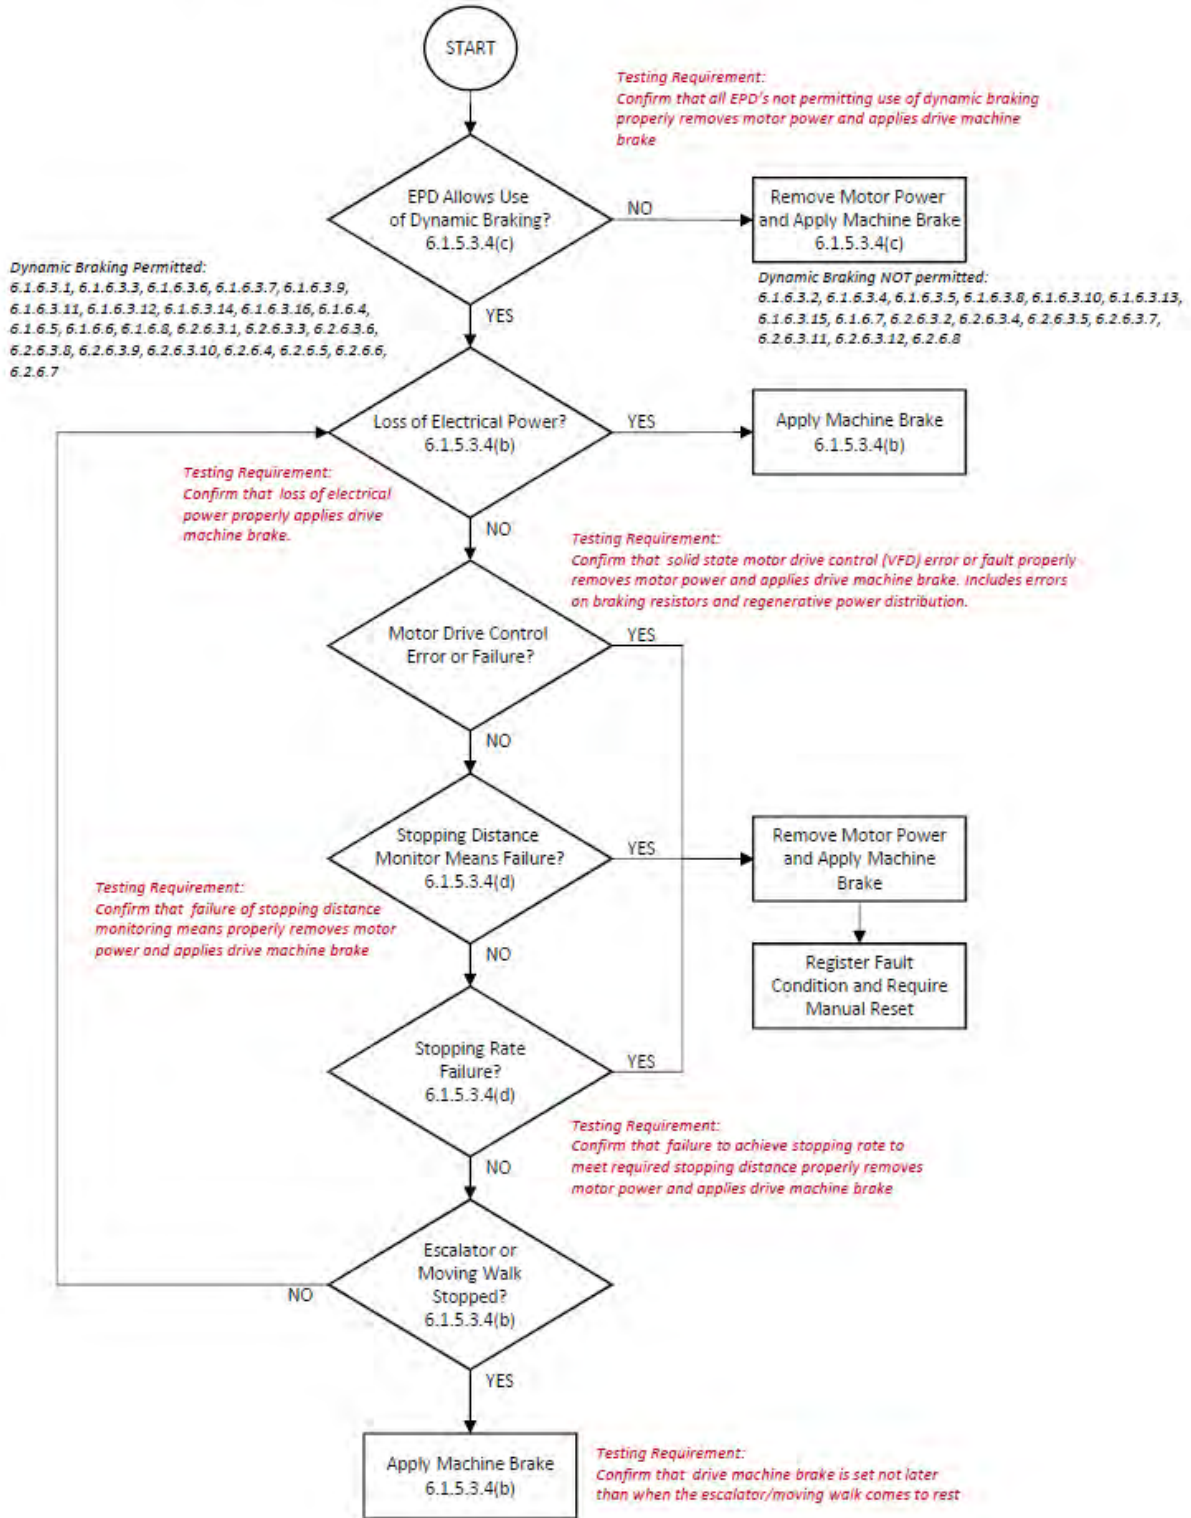 START
Testing Requirement:
Confirm that all EPD's not permitting use of dynamic braking
properly removes motor power and applies drive machine
brake
EPD Allows Use
of Dynamic Braking?
6.1.5.3.4(c)
NO
Remove Motor Power
and Apply Machine Brake
6.1.5.3.4(c)
Dynamic Braking Permitted:
6.1.6.3.1, 6.1.6.3.3, 6.1.6.3.6, 6.1.6.3.7, 6.1.6.3.9,
6.1.6.3.11, 6.1.6.3.12, 6.1.6.3.14, 6.1.6.3.16, 6.1.6.4,
6.1.6.5, 6.1.6.6, 6.1.6.8, 6.2.6.3.1, 6.2.6.3.3, 6.2.6.3.6,
6.2.6.3.8, 6.2.6.3.9, 6.2.6.3.10, 6.2.6.4, 6.2.6.5, 6.2.6.6,
6.2.6.7
YES
Dynamic Braking NOT permitted:
6.1.6.3.2, 6.1.6.3.4, 6.1.6.3.5, 6.1.6.3.8, 6.1.6.3.10, 6.1.6.3.13,
6.1.6.3.15, 6.1.6.7, 6.2.6.3.2, 6.2.6.3.4, 6.2.6.3.5, 6.2.6.3.7,
6.2.6.3.11, 6.2.6.3.12, 6.2.6.8
Loss of Electrical Power?
6.1.5.3.4(b)
YES
Apply Machine Brake
6.1.5.3.4(b)
Testing Requirement:
Confirm that loss of electrical
power properly applies drive
machine brake.
NO
Testing Requirement:
Confirm that solid state motor drive control (VFD) error or fault properly
removes motor power and applies drive machine brake. Includes errors
on braking resistors and regenerative power distribution.
Motor Drive Control
Error or Failure?
YES
NO
Stopping Distance
Monitor Means Failure?
6.1.5.3.4(d)
YES
Remove Motor Power
and Apply Machine
Brake
Testing Requirement:
Confirm that failure of stopping distance
monitoring means properly removes motor
power and applies drive machine brake
NO
Register Fault
Condition and Require
Manual Reset
Stopping Rate
Failure?
6.1.5.3.4(d)
YES
Testing Requirement:
Confirm that failure to achieve stopping rate to
meet required stopping distance properly removes
motor power and applies drive machine brake
NO
Escalator or
Moving Walk
Stopped?
6.1.5.3.4(b)
NO
YES
Apply Machine Brake
6.1.5.3.4(b)
Testing Requirement:
Confirm that drive machine brake is set not later
than when the escalator/moving walk comes to rest